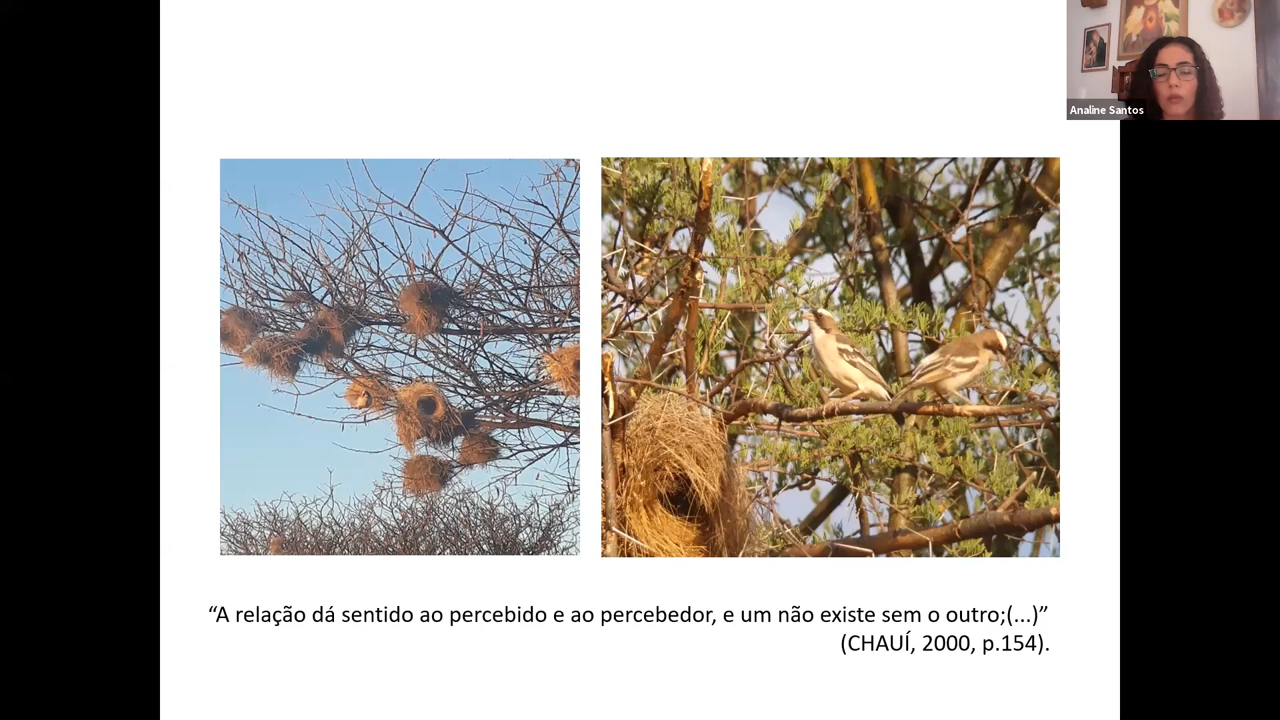 Analine Santos
“A relação dá sentido ao percebido e ao percebedor, e um não existe sem o outro;(...)”
(CHAUÍ, 2000, p.154).